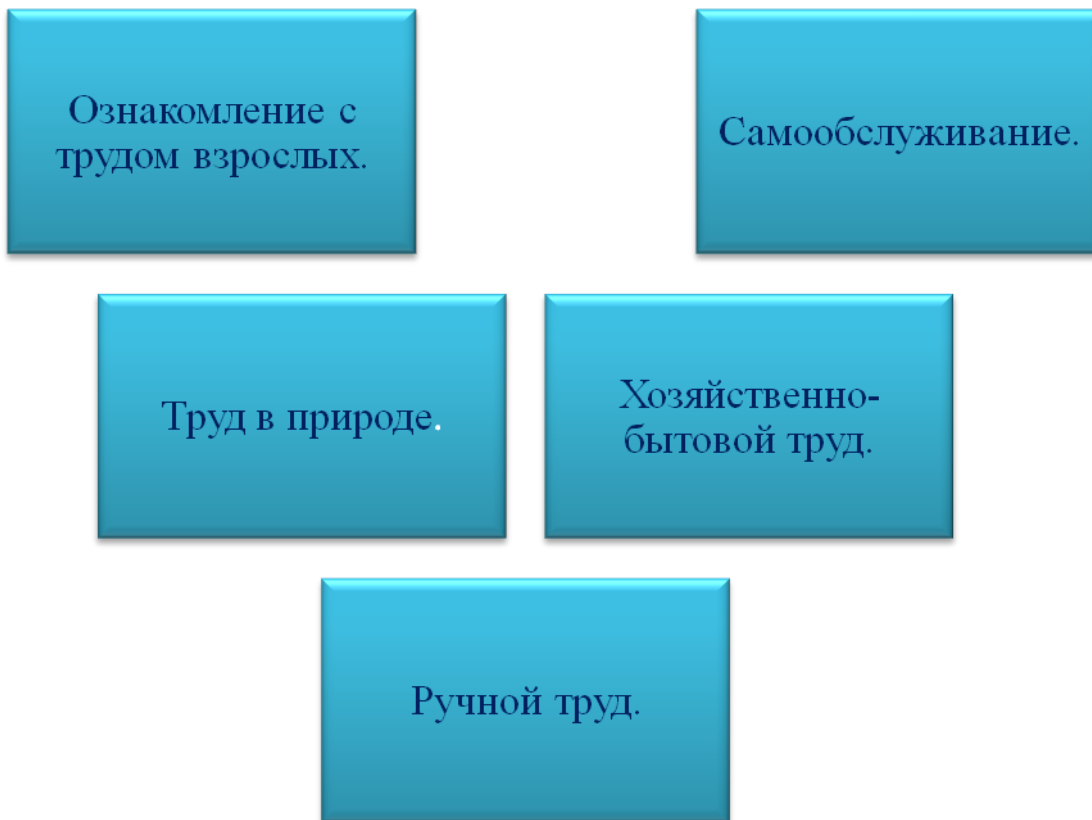 Ознакомление с
трудом взрослых.
Самообслуживание.
Труд в природе.
Хозяйственно-
бытовой труд.
Ручной труд.